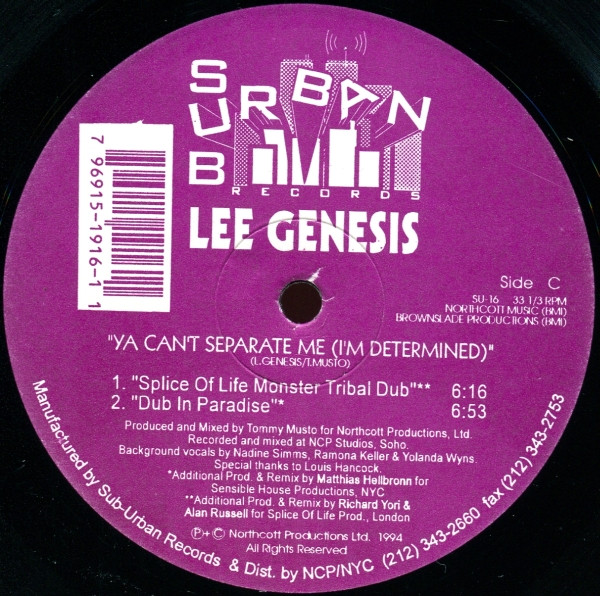 SUB
URBAN
RECORDS
LEE GENESIS
7 96915-1916-1 1
Side C
SU-16 33 1/3 RPM
NORTHCOTT MUSIC (BMI)
BROWNSLADE PRODUCTIONS (BMI)
"YA CAN'T SEPARATE ME (I'M DETERMINED)"
(L.GENESIS/T.MUSTO)
1. "Splice Of Life Monster Tribal Dub"** 6:16
2. "Dub In Paradise"* 6:53
Produced and Mixed by Tommy Musto for Northcott Productions, Ltd.
Recorded and mixed at NCP Studios, Soho.
Background vocals by Nadine Simms, Ramona Keller & Yolanda Wyns.
Special thanks to Louis Hancock.
*Additional Prod. & Remix by Matthias Heilbronn for
Sensible House Productions, NYC
**Additional Prod. & Remix by Richard Yori &
Alan Russell for Splice Of Life Prod., London
℗+© Northcott Productions Ltd. 1994
All Rights Reserved
Manufactured by Sub-Urban Records & Dist. by NCP/NYC (212) 343-2660 fax (212) 343-2753